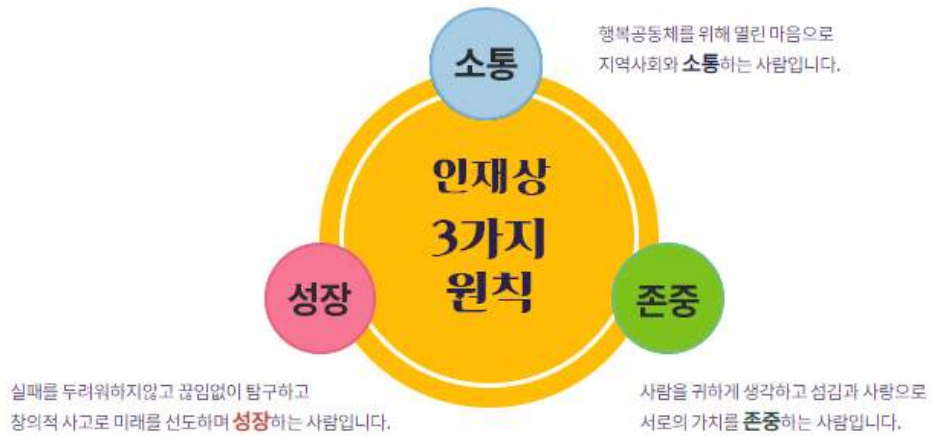 소통
행복공동체를 위해 열린 마음으로
지역사회와 소통하는 사람입니다.
인재상
3가지
원칙
성장
존중
실패를 두려워하지않고 끊임없이 탐구하고
창의적 사고로 미래를 선도하며 성장하는 사람입니다.
사람을 귀하게 생각하고 섬김과 사랑으로
서로의 가치를 존중하는 사람입니다.